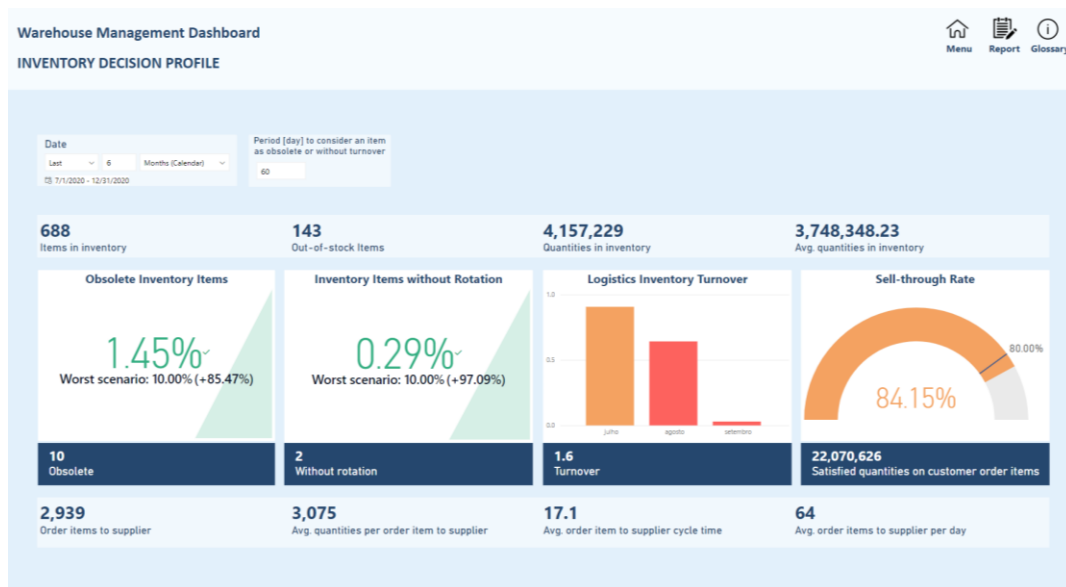 Warehouse Management Dashboard
INVENTORY DECISION PROFILE
Menu
Report
Glossary
Date
Last
6
Months (Calendar)
7/1/2020 - 12/31/2020
Period [day] to consider an item
as obsolete or without turnover
60
688
Items in inventory
143
Out-of-stock Items
4,157,229
Quantities in inventory
3,748,348.23
Avg. quantities in inventory
Obsolete Inventory Items
1.45%
Worst scenario: 10.00% (+85.47%)
10
Obsolete
Inventory Items without Rotation
0.29%
Worst scenario: 10.00% (+97.09%)
2
Without rotation
Logistics Inventory Turnover
1.0
0.5
0.0
julho
agosto
setembro
1.6
Turnover
Sell-through Rate
80.00%
84.15%
22,070,626
Satisfied quantities on customer order items
2,939
Order items to supplier
3,075
Avg. quantities per order item to supplier
17.1
Avg. order item to supplier cycle time
64
Avg. order items to supplier per day